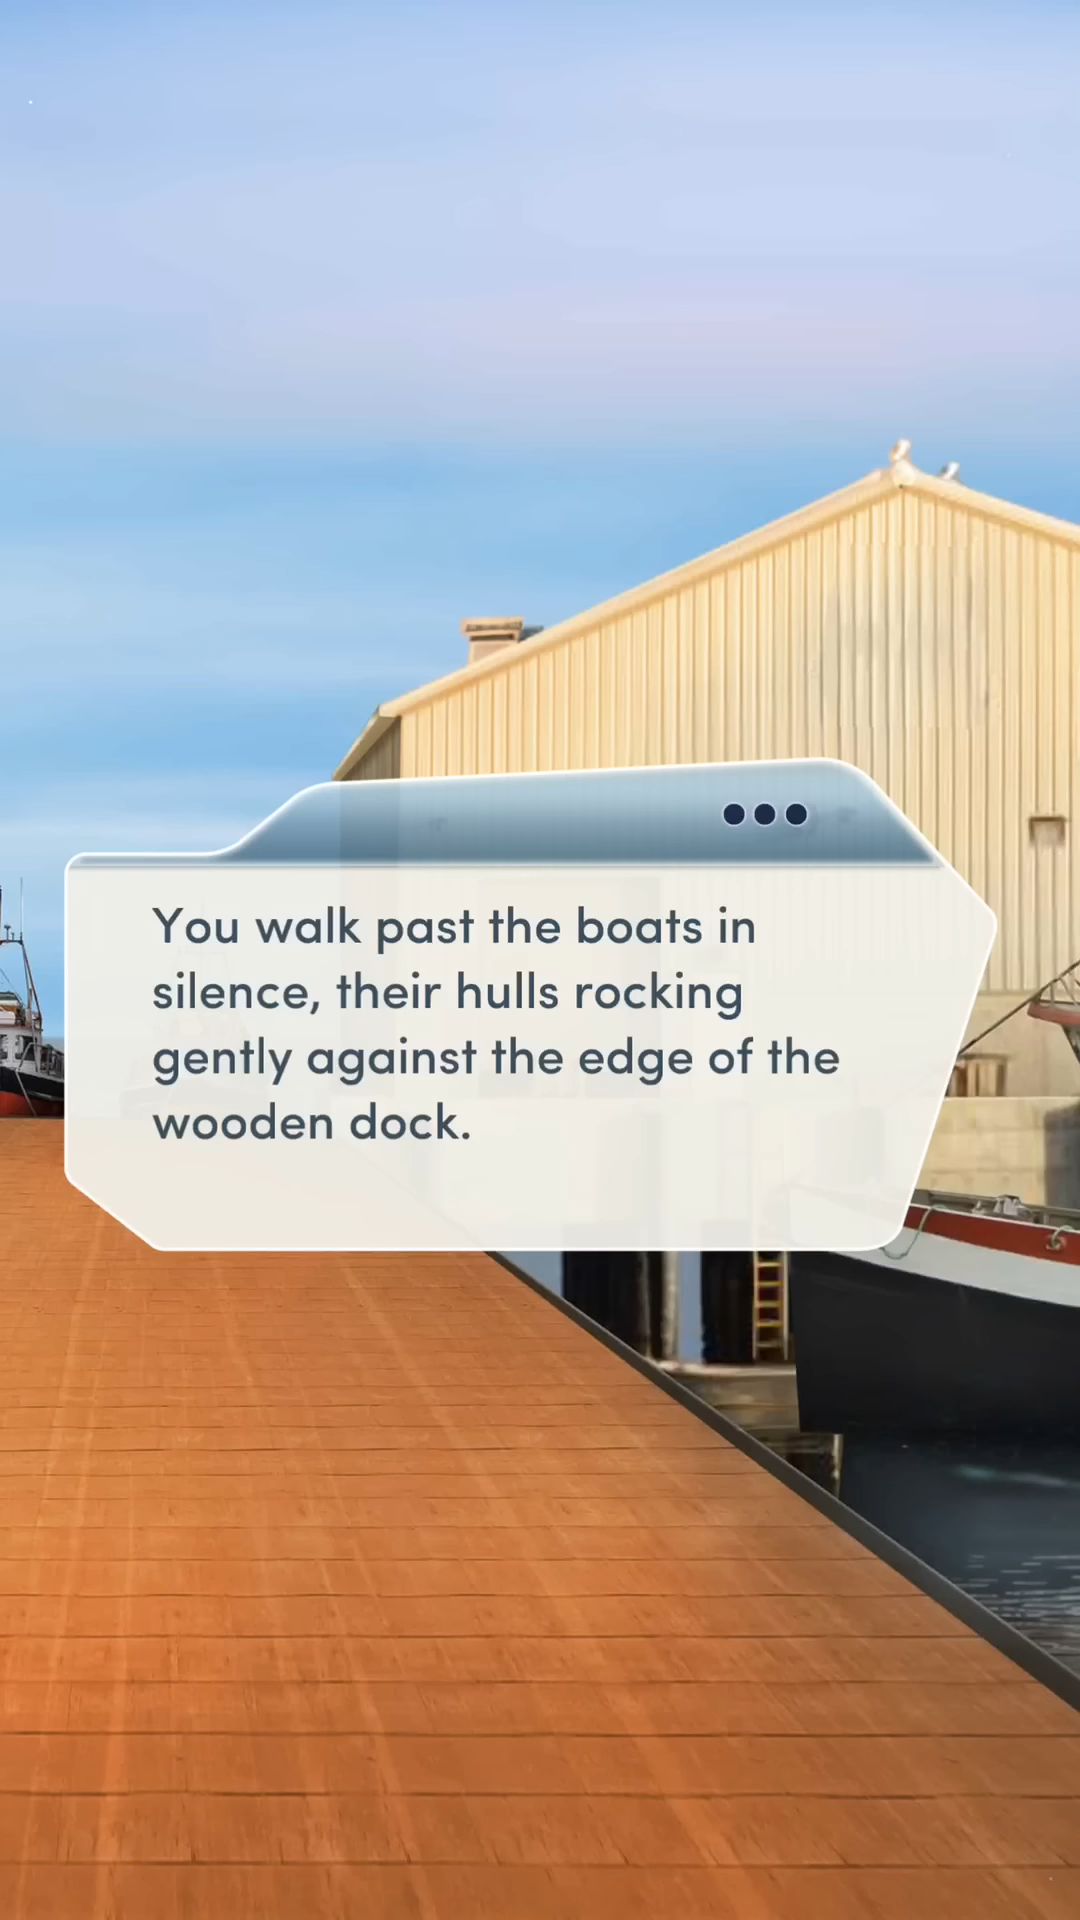 You walk past the boats in
silence, their hulls rocking
gently against the edge of the
wooden dock.